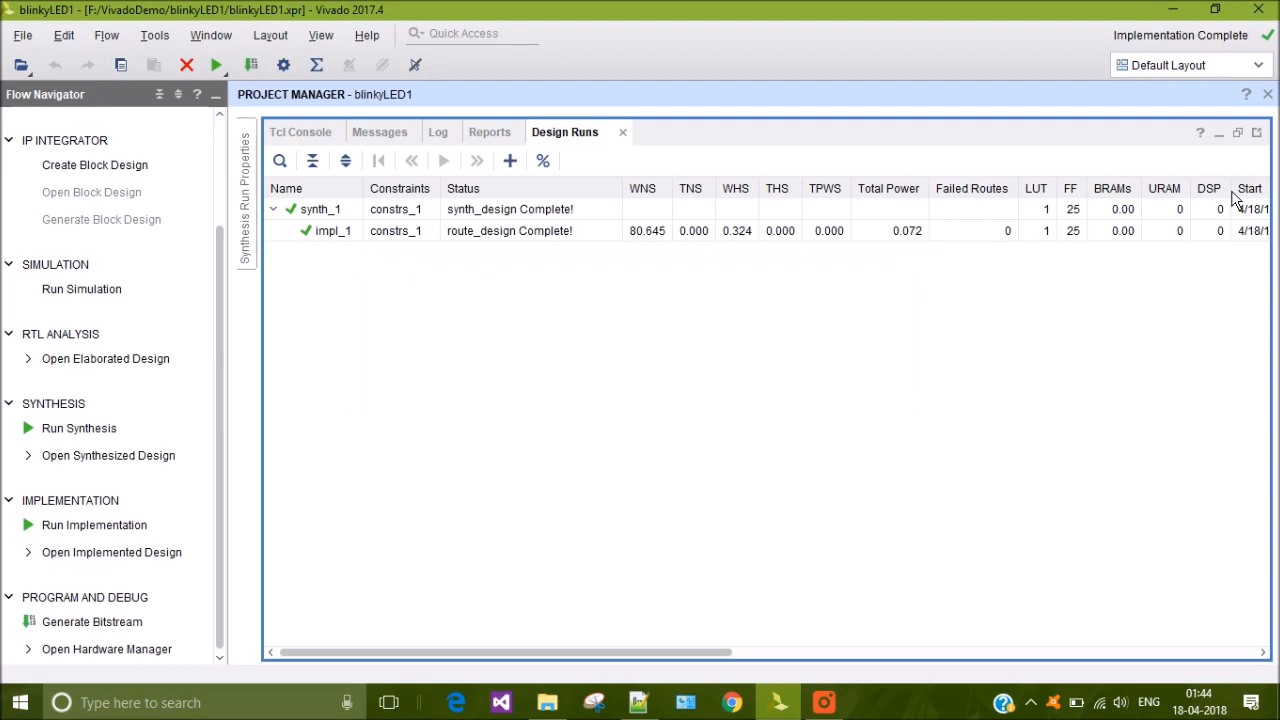 blinkyLED1 - [F:/VivadoDemo/blinkyLED1/blinkyLED1.xpr] - Vivado 2017.4
File Edit Flow Tools Window Layout View Help Quick Access Implementation Complete
Default Layout
Flow Navigator
PROJECT MANAGER - blinkyLED1
IP INTEGRATOR
Create Block Design
Open Block Design
Generate Block Design
SIMULATION
Run Simulation
RTL ANALYSIS
Open Elaborated Design
SYNTHESIS
Run Synthesis
Open Synthesized Design
IMPLEMENTATION
Run Implementation
Open Implemented Design
PROGRAM AND DEBUG
Generate Bitstream
Open Hardware Manager
Synthesis Run Properties
Tcl Console Messages Log Reports Design Runs
Name Constraints Status WNS TNS WHS THS TPWS Total Power Failed Routes LUT FF BRAMs URAM DSP Start
synth_1 constrs_1 synth_design Complete! 1 25 0.00 0 0 4/18/1
impl_1 constrs_1 route_design Complete! 80.645 0.000 0.324 0.000 0.000 0.072 0 1 25 0.00 0 0 4/18/1
Type here to search
ENG
01:44
18-04-2018